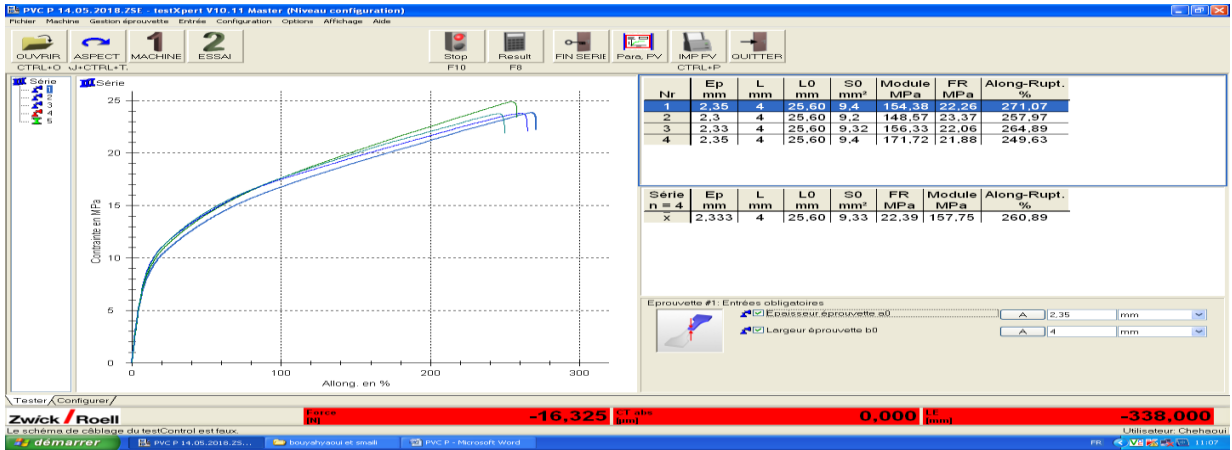 PVC P 14.05.2018.ZSE - testXpert V10.11 Master (Niveau configuration)
Fichier Machine Gestion éprouvette Entrée Configuration Options Affichage Aide
OUVRIR ASPECT MACHINE ESSAI Stop Result FIN SERIE Para, PV IMP PV QUITTER
CTRL+O J+CTRL+T. F10 F8 CTRL+P
Série
1
2
3
4
5
Série
25
20
15
10
5
0
Contrainte en MPa
0 100 200 300
Allong. en %
Nr Ep mm L mm L0 mm S0 mm² Module MPa FR MPa Along-Rupt. %
1 2,35 4 25,60 9,4 154,38 22,26 271,07
2 2,3 4 25,60 9,2 148,57 23,37 257,97
3 2,33 4 25,60 9,32 156,33 22,06 264,89
4 2,35 4 25,60 9,4 171,72 21,88 249,63
Série n = 4 Ep mm L mm L0 mm S0 mm² FR MPa Module MPa Along-Rupt. %
x̄ 2,333 4 25,60 9,33 22,39 157,75 260,89
Eprouvette #1: Entrées obligatoires
Epaisseur éprouvette a0 A 2,35 mm
Largeur éprouvette b0 A 4 mm
Tester Configurer
Zwick / Roell Force [N] -16,325 CT abs [µm] 0,000 LE [mm] -338,000
Le schéma de câblage du testControl est faux. Utilisateur: Chehaoui
démarrer PVC P 14.05.2018.ZS... bouyahyaoui et smaili PVC P - Microsoft Word FR 11:07